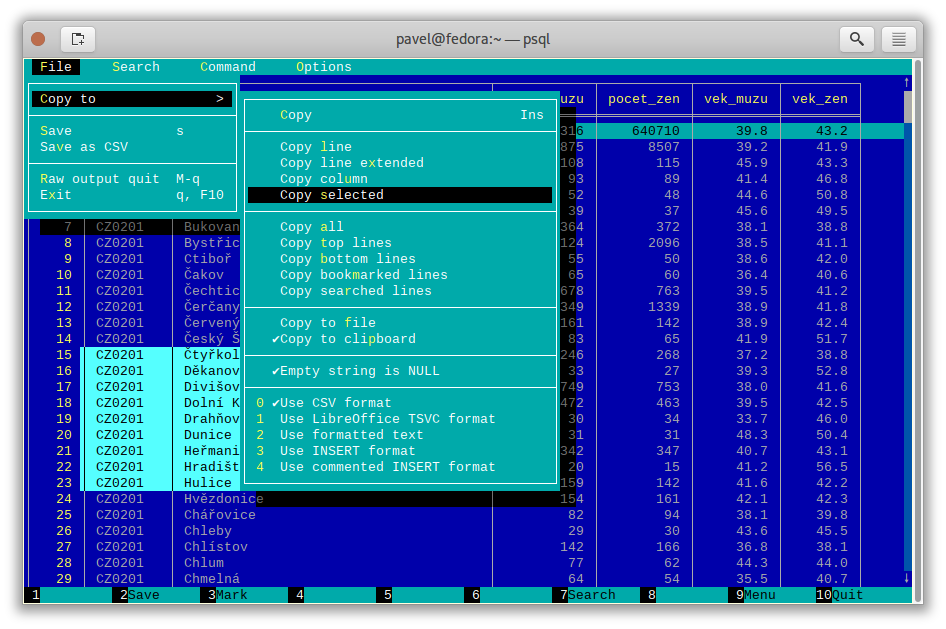 pavel@fedora:~ — psql
File Search Command Options
Copy to > uzu pocet_zen vek_muzu vek_zen
Copy Ins
316 640710 39.8 43.2
Save s 875 8507 39.2 41.9
Save as CSV Copy line
108 115 45.9 43.3
Copy line extended
Raw output quit M-q Copy column 93 89 41.4 46.8
Exit q, F10 Copy selected 52 48 44.6 50.8
39 37 45.6 49.5
7 CZ0201 Bukovan Copy all 364 372 38.1 38.8
8 CZ0201 Bystřic Copy top lines 124 2096 38.5 41.1
9 CZ0201 Ctiboř Copy bottom lines 55 50 38.6 42.0
10 CZ0201 Čakov Copy bookmarked lines 65 60 36.4 40.6
11 CZ0201 Čechtic Copy searched lines 678 763 39.5 41.2
12 CZ0201 Čerčany 349 1339 38.9 41.8
13 CZ0201 Červený Copy to file 161 142 38.9 42.4
14 CZ0201 Český Š ✔Copy to clipboard 83 65 41.9 51.7
15 CZ0201 Čtyřkol 246 268 37.2 38.8
16 CZ0201 Děkanov ✔Empty string is NULL 33 27 39.3 52.8
17 CZ0201 Divišov 749 753 38.0 41.6
18 CZ0201 Dolní K 0 ✔Use CSV format 472 463 39.5 42.5
19 CZ0201 Drahňov 1 Use LibreOffice TSVC format 30 34 33.7 46.0
20 CZ0201 Dunice 2 Use formatted text 31 31 48.3 50.4
21 CZ0201 Heřmani 3 Use INSERT format 342 347 40.7 43.1
22 CZ0201 Hradišt 4 Use commented INSERT format 20 15 41.2 56.5
23 CZ0201 Hulice 159 142 41.6 42.2
24 CZ0201 Hvězdonice 154 161 42.1 42.3
25 CZ0201 Chářovice 82 94 38.1 39.8
26 CZ0201 Chleby 29 30 43.6 45.5
27 CZ0201 Chlístov 142 166 36.8 38.1
28 CZ0201 Chlum 77 62 44.3 44.0
29 CZ0201 Chmelná 64 54 35.5 40.7
1 2Save 3Mark 4 5 6 7Search 8 9Menu 10Quit